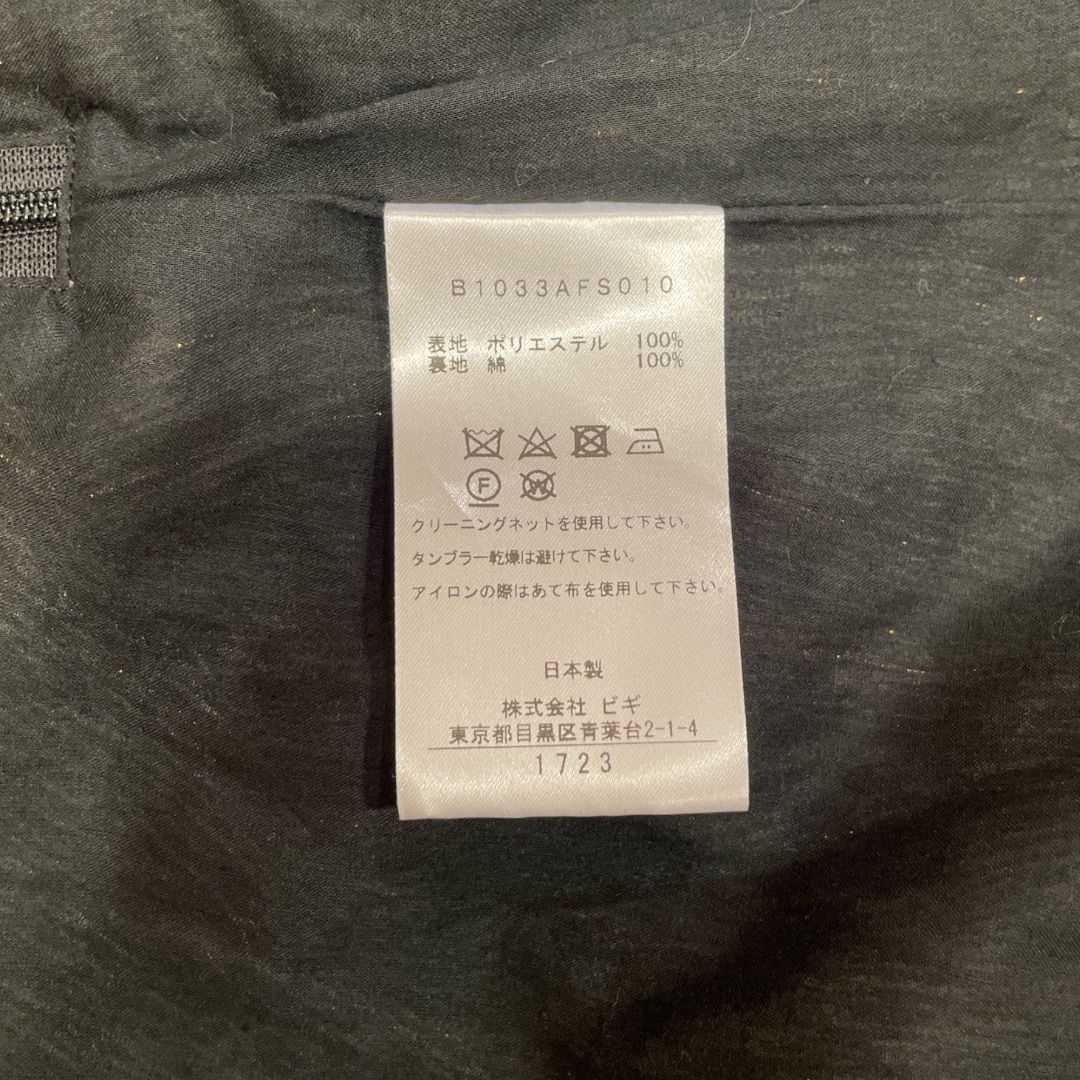 B1033AFS010
表地 ポリエステル 100%
裏地 綿 100%
F W
クリーニングネットを使用して下さい。
タンブラー乾燥は避けて下さい。
アイロンの際はあて布を使用して下さい。
日本製
株式会社 ビギ
東京都目黒区青葉台2-1-4
1723